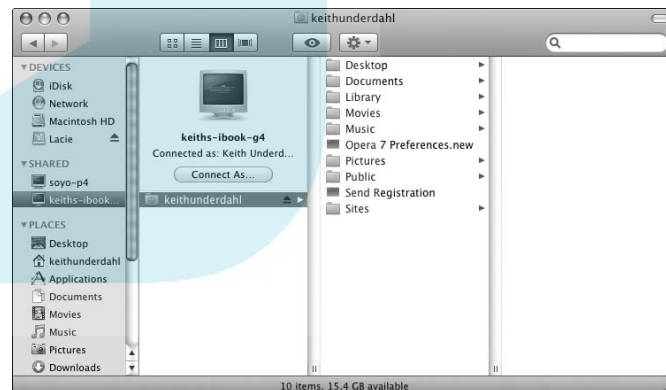 keithunderdahl
DEVICES
iDisk
Network
Macintosh HD
Lacie
SHARED
soyo-p4
keiths-ibook...
PLACES
Desktop
keithunderdahl
Applications
Documents
Movies
Music
Pictures
Downloads
keiths-ibook-g4
Connected as: Keith Underd...
Connect As...
keithunderdahl
Desktop
Documents
Library
Movies
Music
Opera 7 Preferences.new
Pictures
Public
Send Registration
Sites
10 items, 15.4 GB available